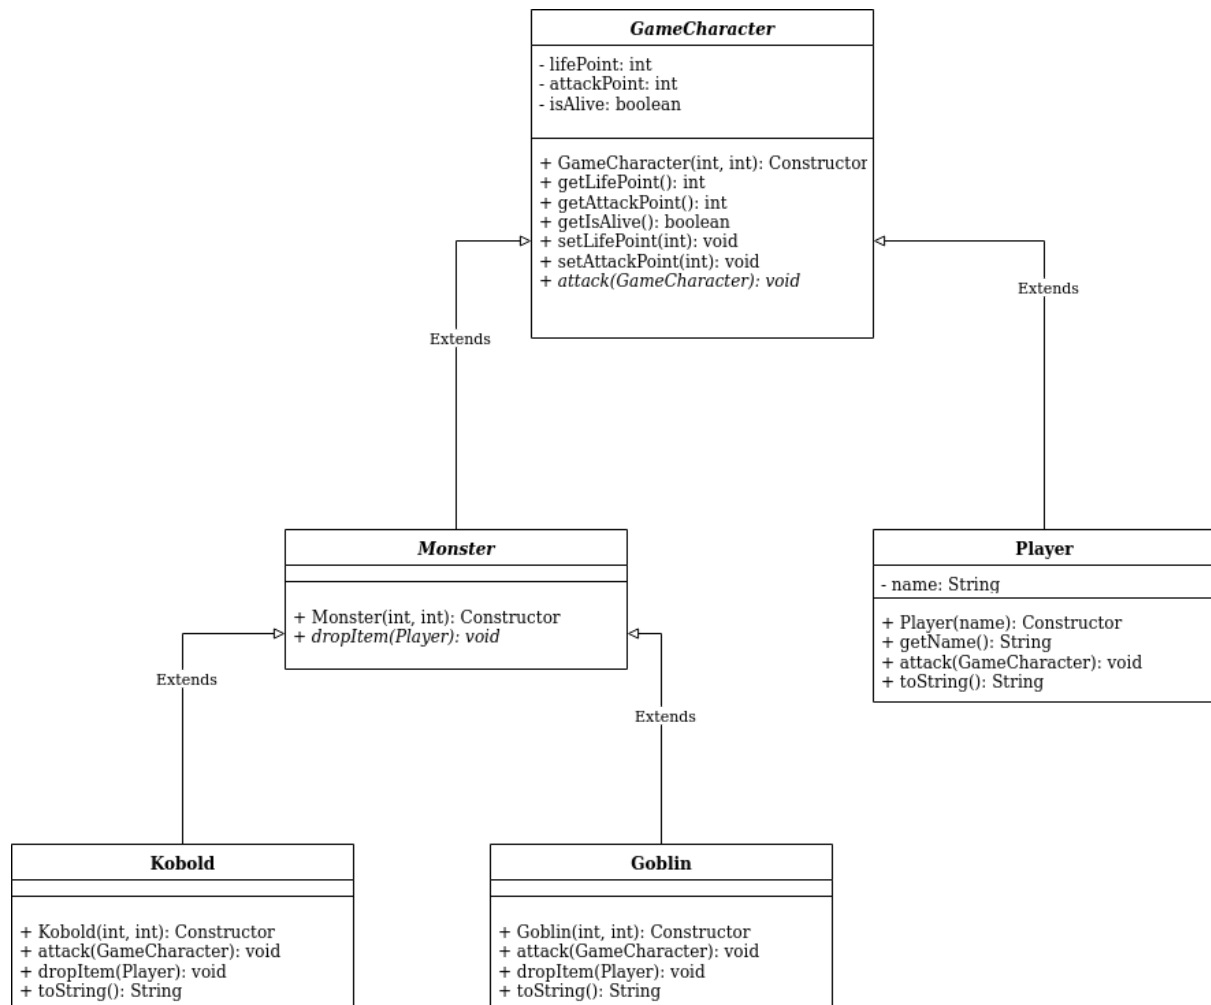 GameCharacter
- lifePoint: int
- attackPoint: int
- isAlive: boolean
+ GameCharacter(int, int): Constructor
+ getLifePoint(): int
+ getAttackPoint(): int
+ getIsAlive(): boolean
+ setLifePoint(int): void
+ setAttackPoint(int): void
+ attack(GameCharacter): void
Extends
Extends
Monster
+ Monster(int, int): Constructor
+ dropItem(Player): void
Player
- name: String
+ Player(name): Constructor
+ getName(): String
+ attack(GameCharacter): void
+ toString(): String
Extends
Extends
Kobold
+ Kobold(int, int): Constructor
+ attack(GameCharacter): void
+ dropItem(Player): void
+ toString(): String
Goblin
+ Goblin(int, int): Constructor
+ attack(GameCharacter): void
+ dropItem(Player): void
+ toString(): String